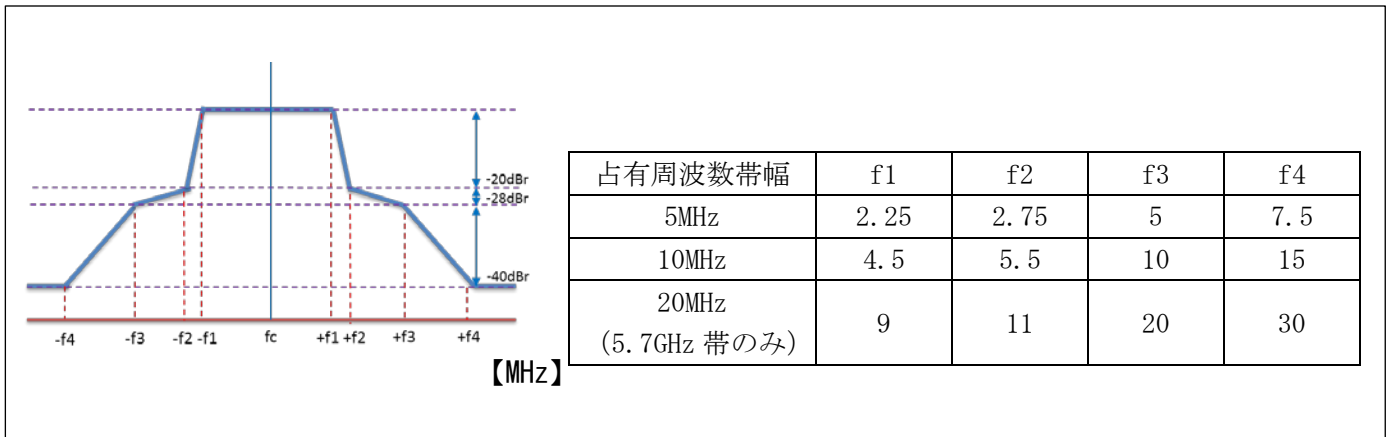 -20dBr
-28dBr
-40dBr
-f4 -f3 -f2 -f1 fc +f1 +f2 +f3 +f4
【MHz】
占有周波数帯幅 f1 f2 f3 f4
5MHz 2.25 2.75 5 7.5
10MHz 4.5 5.5 10 15
20MHz
(5.7GHz 帯のみ) 9 11 20 30